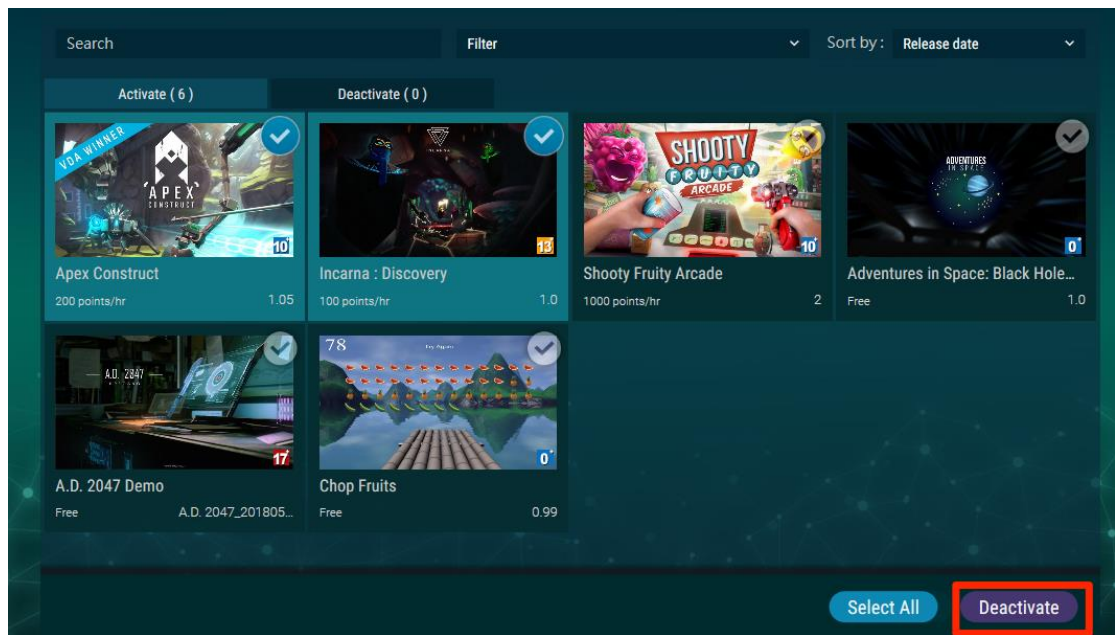 Search
Filter
Sort by :
Release date
Activate ( 6 )
Deactivate ( 0 )
VDA WINNER
APEX
CONSTRUCT
10+
Apex Construct
200 points/hr
1.05
13+
Incarna : Discovery
100 points/hr
1.0
SHOOTY
FRUITY
ARCADE
10+
Shooty Fruity Arcade
1000 points/hr
2
ADVENTURES
IN SPACE
0+
Adventures in Space: Black Hole...
Free
1.0
A.D. 2047
17+
A.D. 2047 Demo
Free
A.D. 2047_201805...
78
0+
Chop Fruits
Free
0.99
Select All
Deactivate